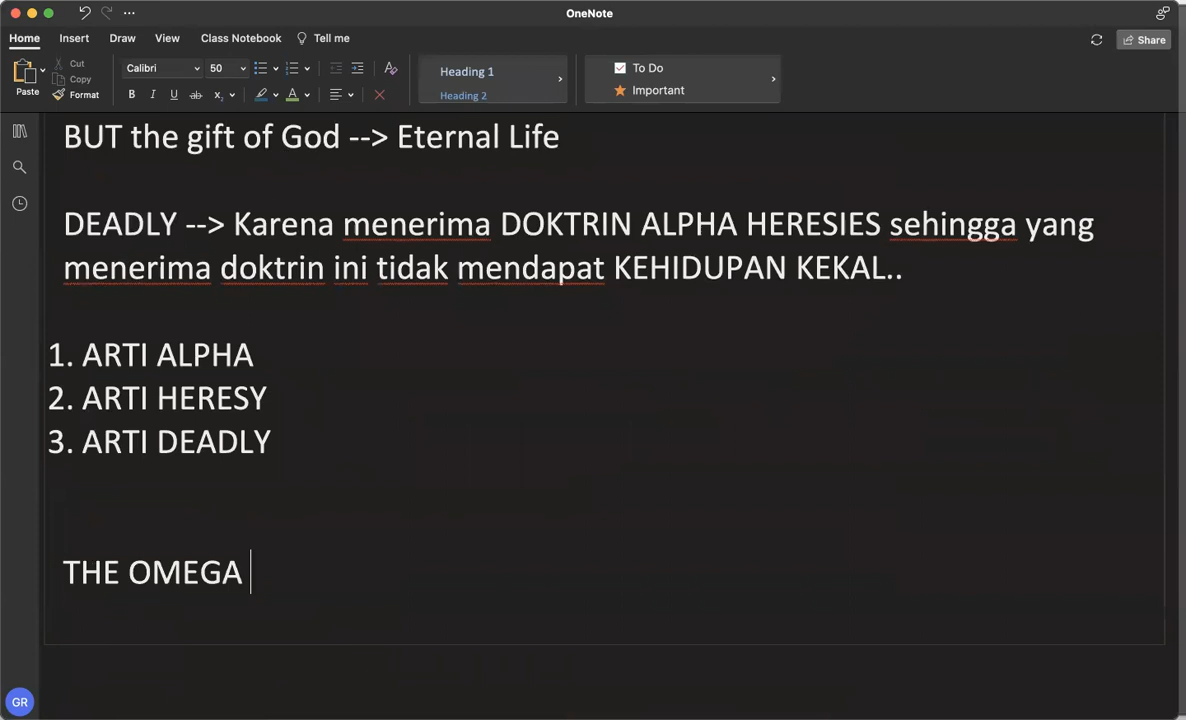 OneNote
Home Insert Draw View Class Notebook Tell me Share
Paste Cut Copy Format
Calibri 50
B I U ab x₂ A
Heading 1
Heading 2
To Do
Important
BUT the gift of God --> Eternal Life
DEADLY --> Karena menerima DOKTRIN ALPHA HERESIES sehingga yang
menerima doktrin ini tidak mendapat KEHIDUPAN KEKAL..
1. ARTI ALPHA
2. ARTI HERESY
3. ARTI DEADLY
THE OMEGA
GR